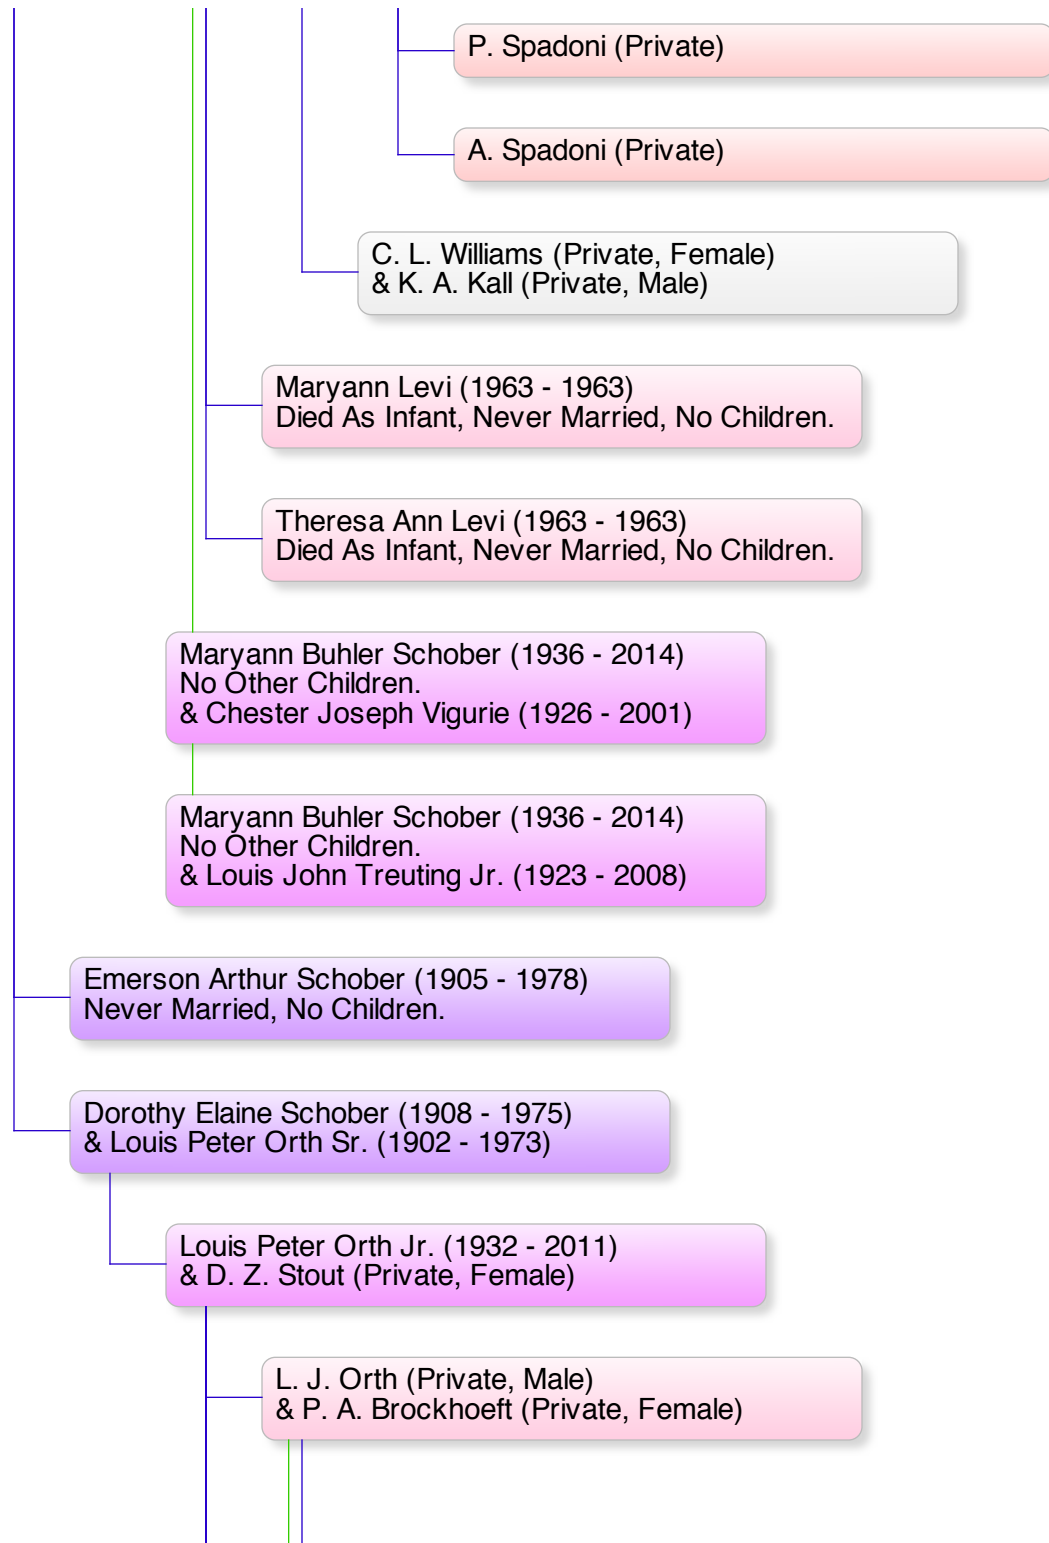 P. Spadoni (Private)
A. Spadoni (Private)
C. L. Williams (Private, Female)
& K. A. Kall (Private, Male)
Maryann Levi (1963 - 1963)
Died As Infant, Never Married, No Children.
Theresa Ann Levi (1963 - 1963)
Died As Infant, Never Married, No Children.
Maryann Buhler Schober (1936 - 2014)
No Other Children.
& Chester Joseph Vigurie (1926 - 2001)
Maryann Buhler Schober (1936 - 2014)
No Other Children.
& Louis John Treuting Jr. (1923 - 2008)
Emerson Arthur Schober (1905 - 1978)
Never Married, No Children.
Dorothy Elaine Schober (1908 - 1975)
& Louis Peter Orth Sr. (1902 - 1973)
Louis Peter Orth Jr. (1932 - 2011)
& D. Z. Stout (Private, Female)
L. J. Orth (Private, Male)
& P. A. Brockhoeft (Private, Female)